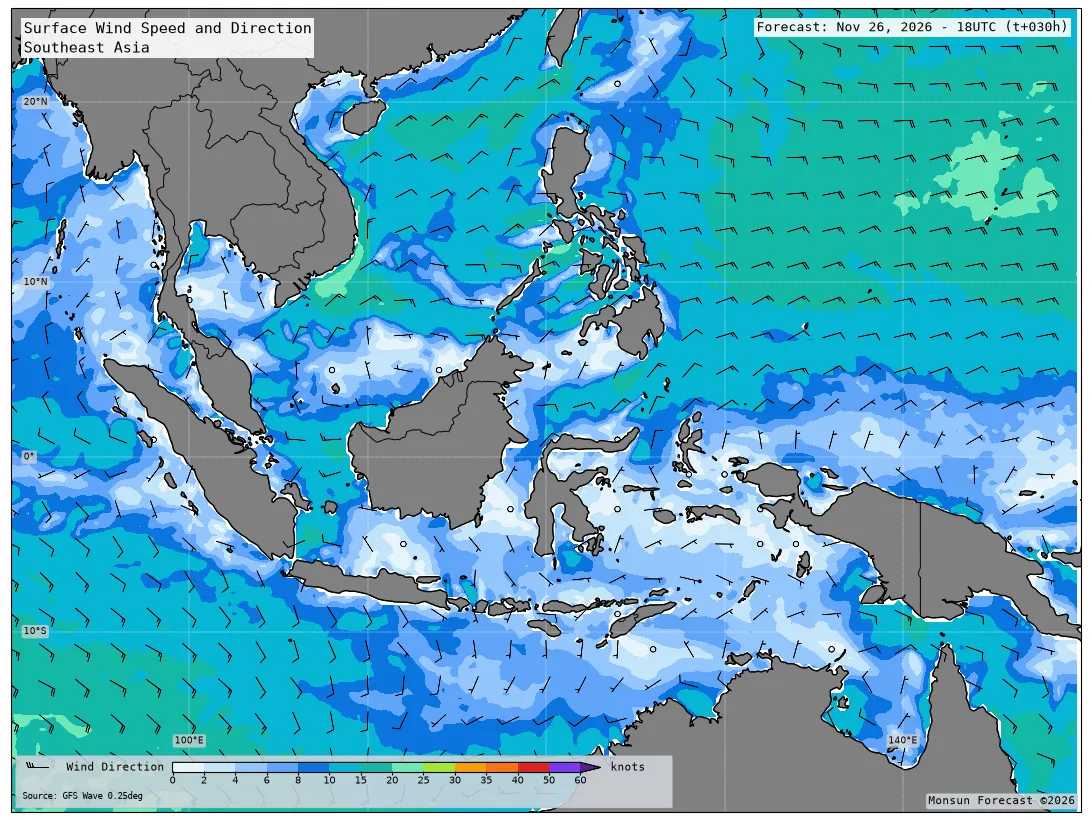 Surface Wind Speed and Direction
Southeast Asia
Forecast: Nov 26, 2026 - 18UTC (t+030h)
20°N
10°N
0°
10°S
100°E
140°E
Wind Direction
0 2 4 6 8 10 15 20 25 30 35 40 50 60
knots
Source: GFS Wave 0.25deg
Monsun Forecast ©2026